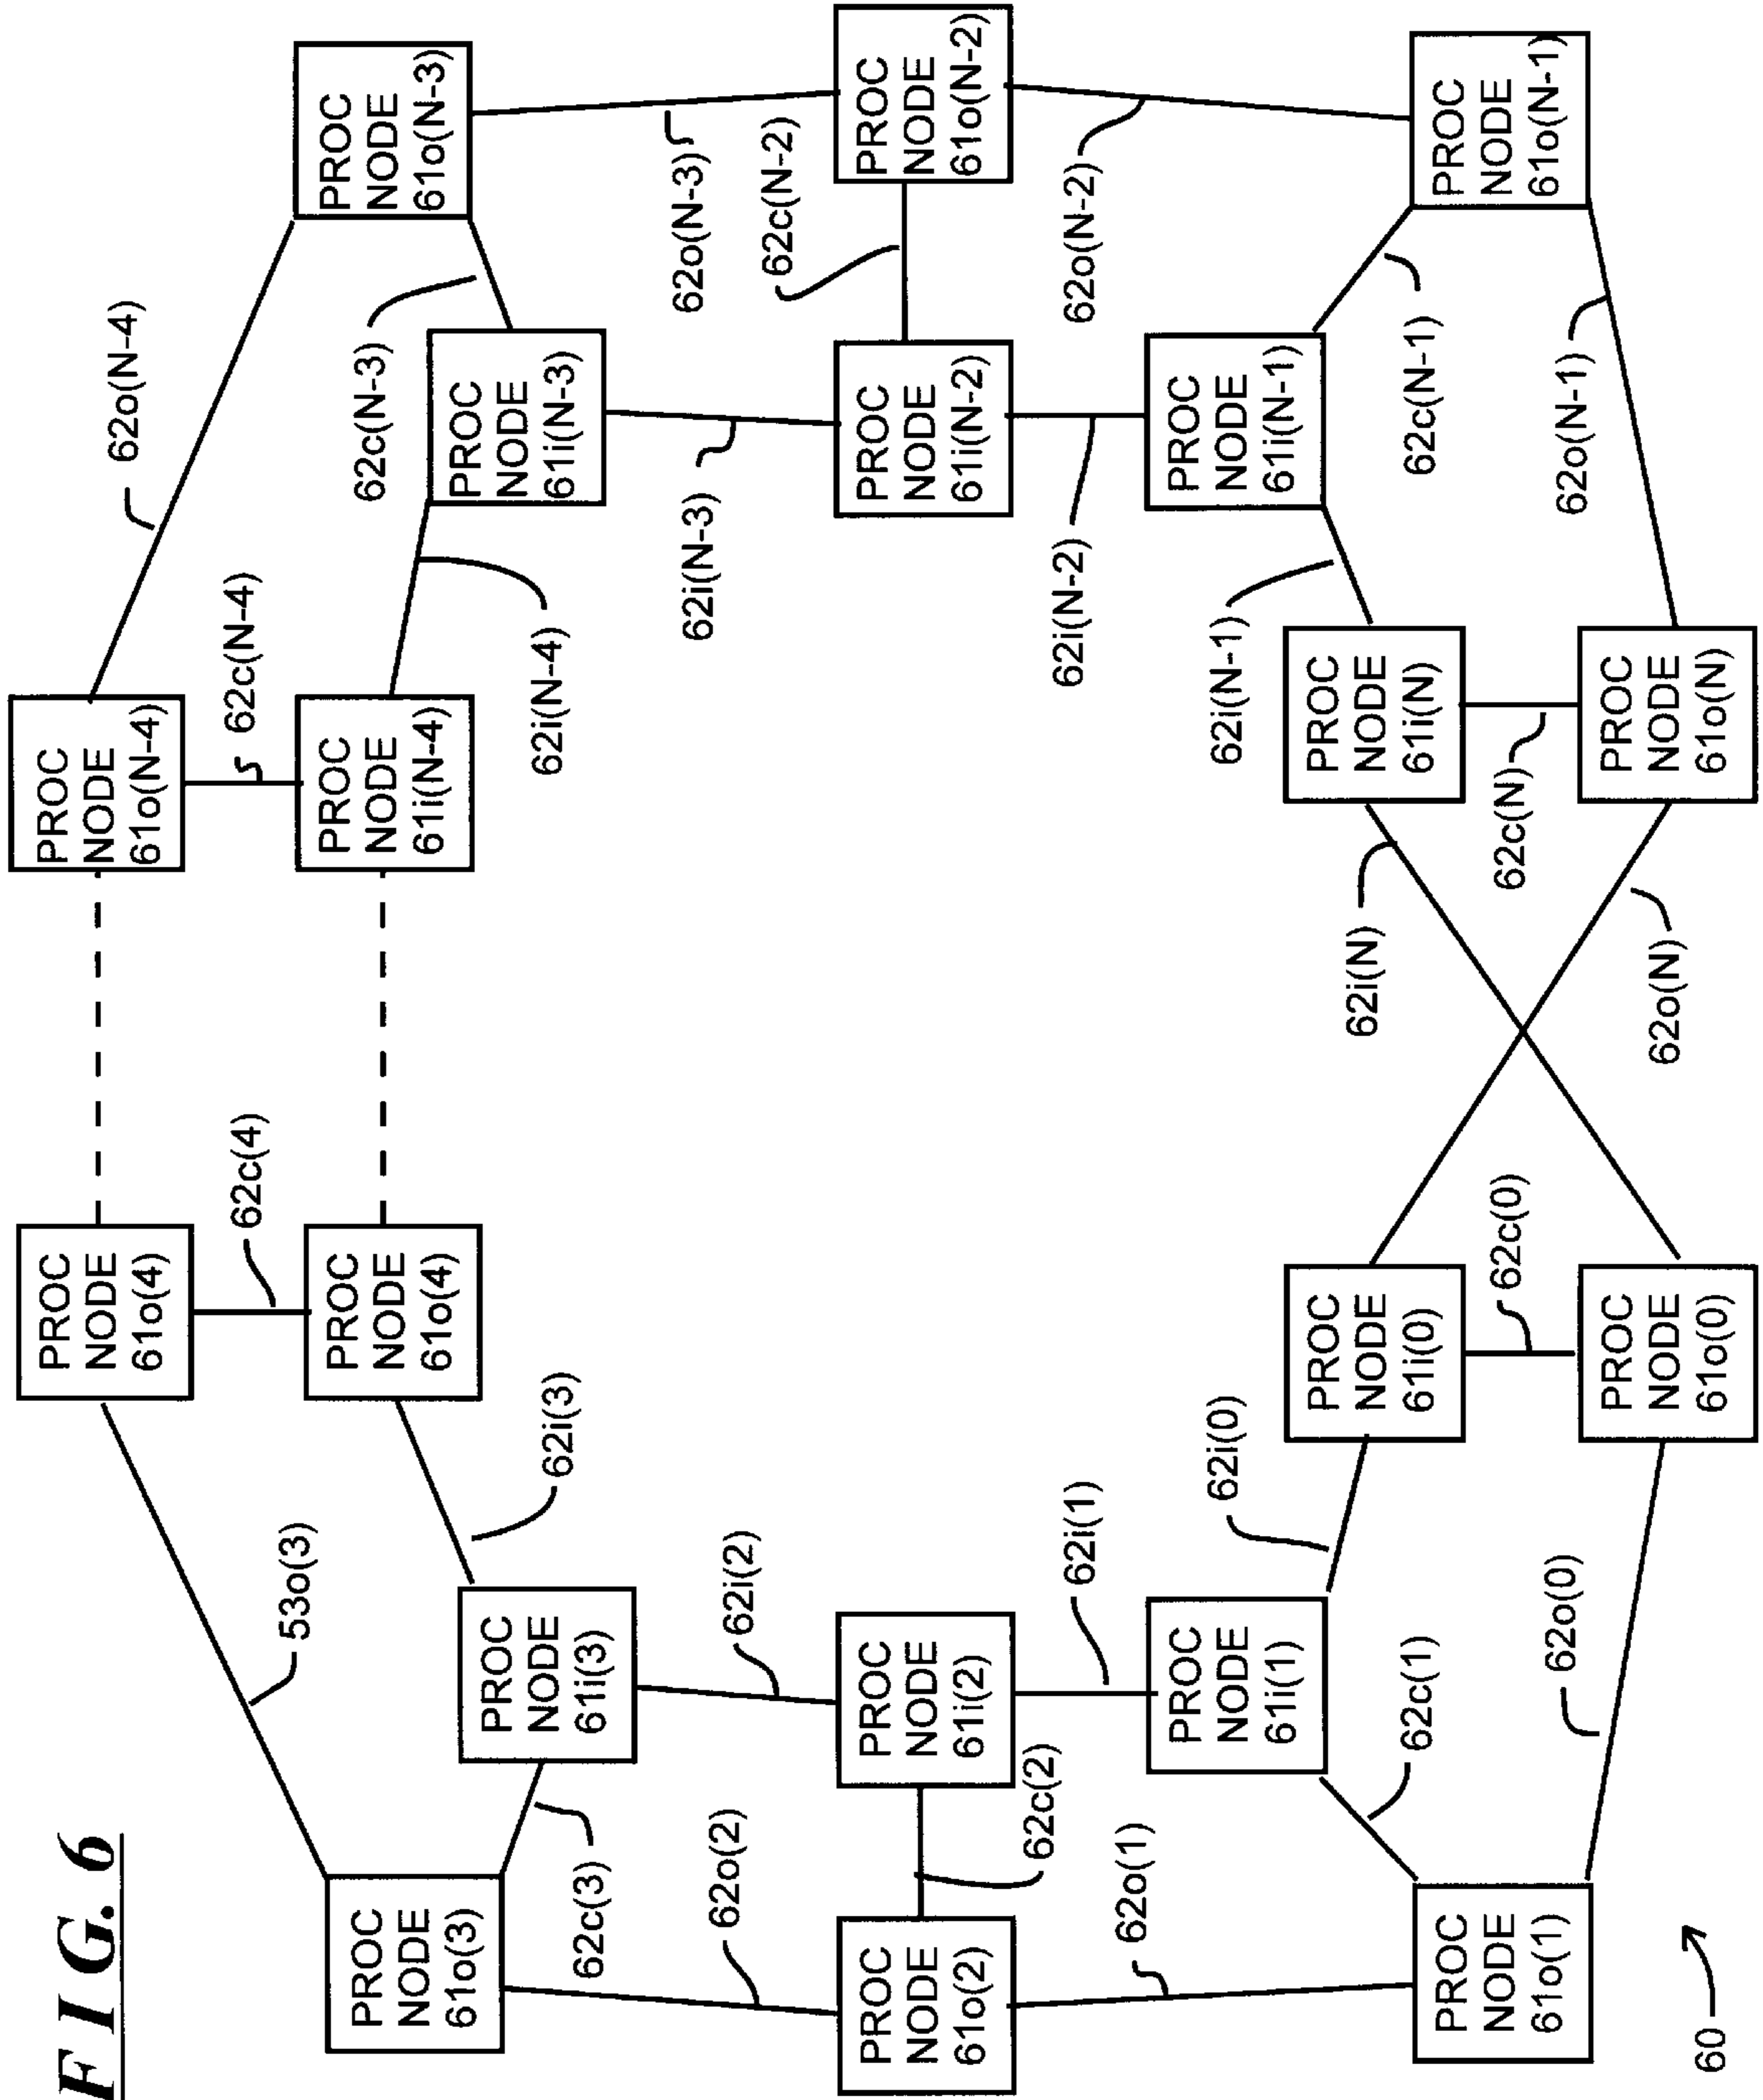 FIG. 6
PROC
NODE
61o(4)
PROC
NODE
61o(N-4)
62o(N-4)
62c(4)
62c(N-4)
53o(3)
PROC
NODE
61o(3)
PROC
NODE
61o(4)
PROC
NODE
61i(N-4)
62c(N-3)
PROC
NODE
61o(N-3)
PROC
NODE
61i(3)
62i(3)
62i(N-4)
PROC
NODE
61i(N-3)
62c(3)
62o(2)
62i(2)
62i(N-3)
62o(N-3)
62c(N-2)
PROC
NODE
61o(2)
PROC
NODE
61i(2)
PROC
NODE
61i(N-2)
PROC
NODE
61o(N-2)
62c(2)
62o(1)
62i(1)
62i(N-2)
62o(N-2)
PROC
NODE
61i(1)
62i(0)
62i(N-1)
PROC
NODE
61i(N-1)
PROC
NODE
61i(0)
62i(N)
PROC
NODE
61i(N)
62c(1)
62c(N-1)
PROC
NODE
61o(1)
62c(0)
62c(N)
PROC
NODE
61o(N-1)
62o(0)
62o(N-1)
PROC
NODE
61o(0)
62o(N)
PROC
NODE
61o(N)
60